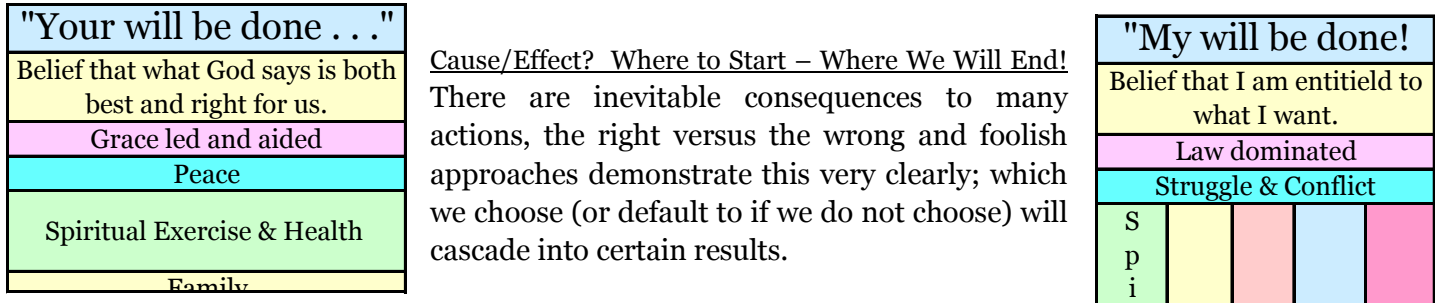 "Your will be done . . ."
Belief that what God says is both
best and right for us.
Grace led and aided
Peace
Spiritual Exercise & Health
Family
Cause/Effect? Where to Start – Where We Will End!
There are inevitable consequences to many
actions, the right versus the wrong and foolish
approaches demonstrate this very clearly; which
we choose (or default to if we do not choose) will
cascade into certain results.
"My will be done!
Belief that I am entitield to
what I want.
Law dominated
Struggle & Conflict
S
p
i